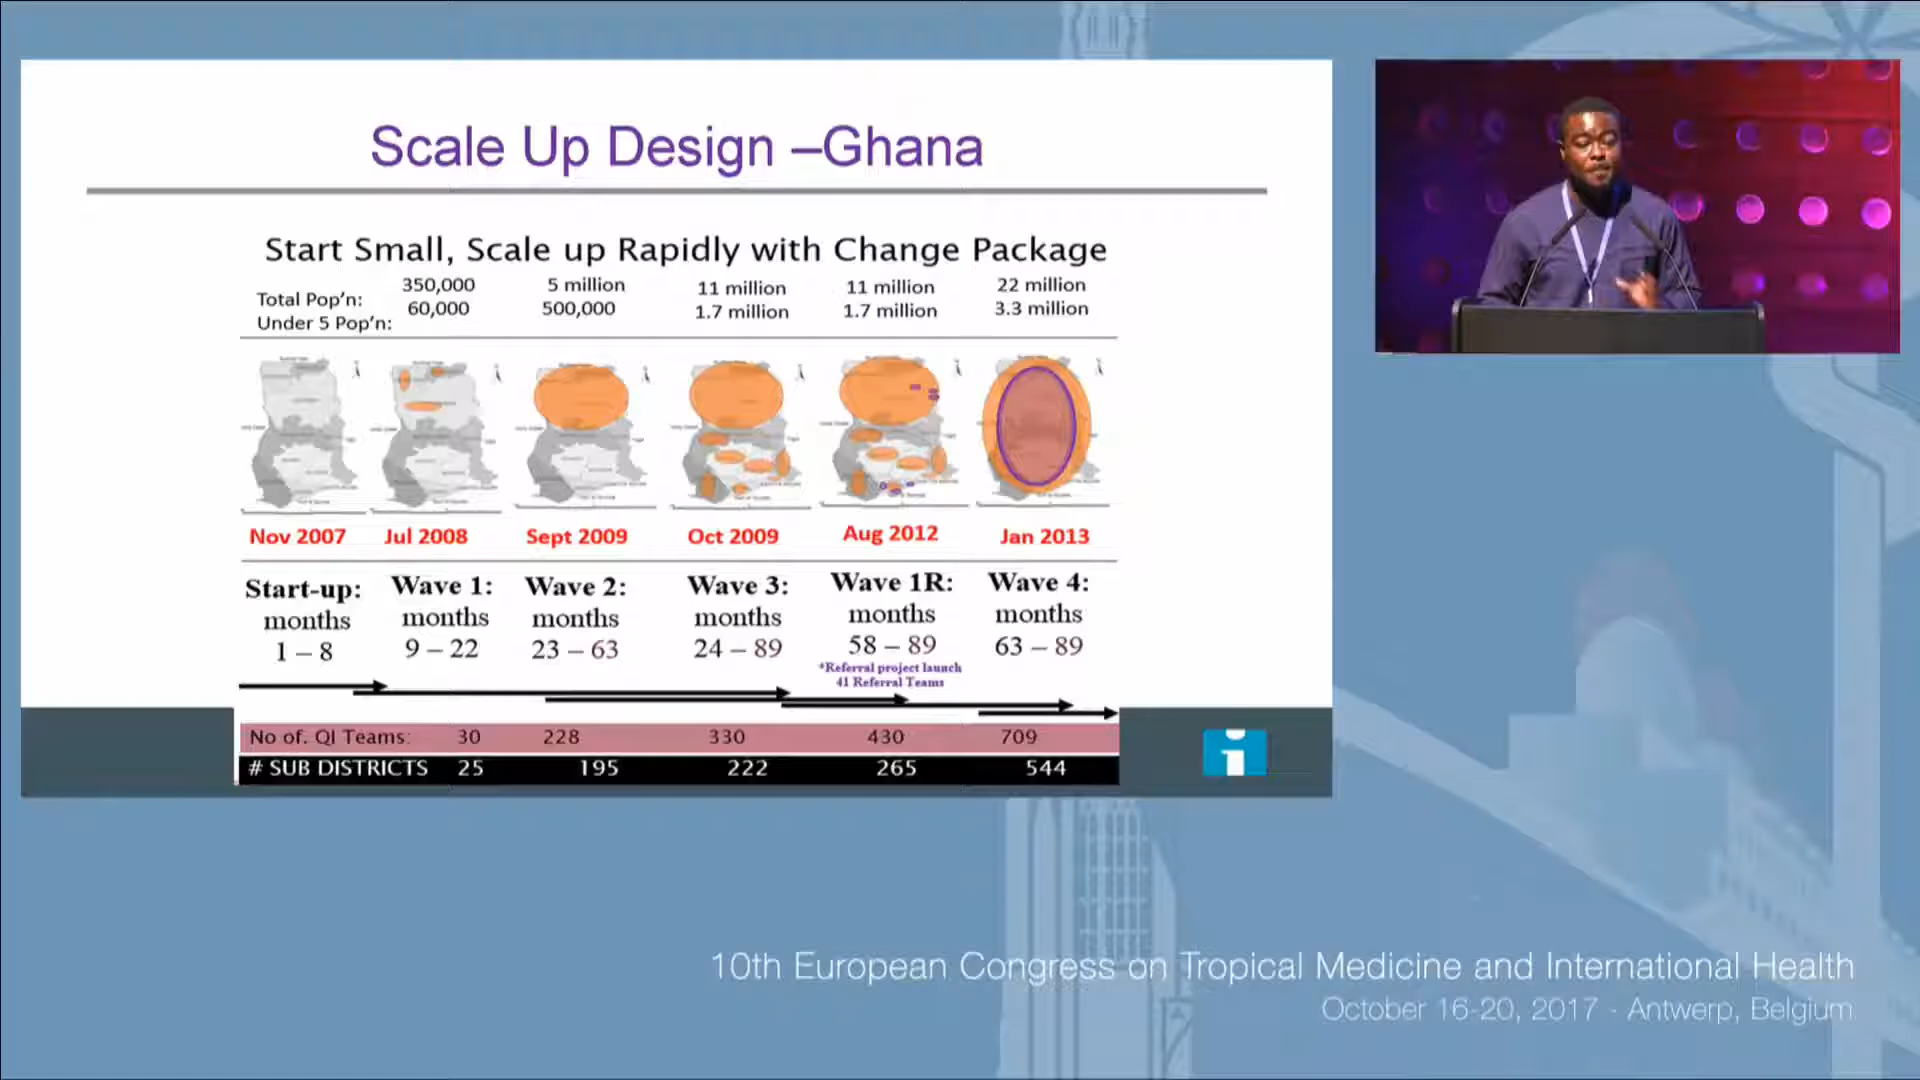 Scale Up Design –Ghana
Start Small, Scale up Rapidly with Change Package
Total Pop'n: 350,000 5 million 11 million 11 million 22 million
Under 5 Pop'n: 60,000 500,000 1.7 million 1.7 million 3.3 million
Nov 2007 Jul 2008 Sept 2009 Oct 2009 Aug 2012 Jan 2013
Start-up: Wave 1: Wave 2: Wave 3: Wave 1R: Wave 4:
months months months months months months
1 – 8 9 – 22 23 – 63 24 – 89 58 – 89 63 – 89
*Referral project launch
41 Referral Teams
No of. QI Teams: 30 228 330 430 709
# SUB DISTRICTS 25 195 222 265 544
10th European Congress on Tropical Medicine and International Health
October 16-20, 2017 - Antwerp, Belgium